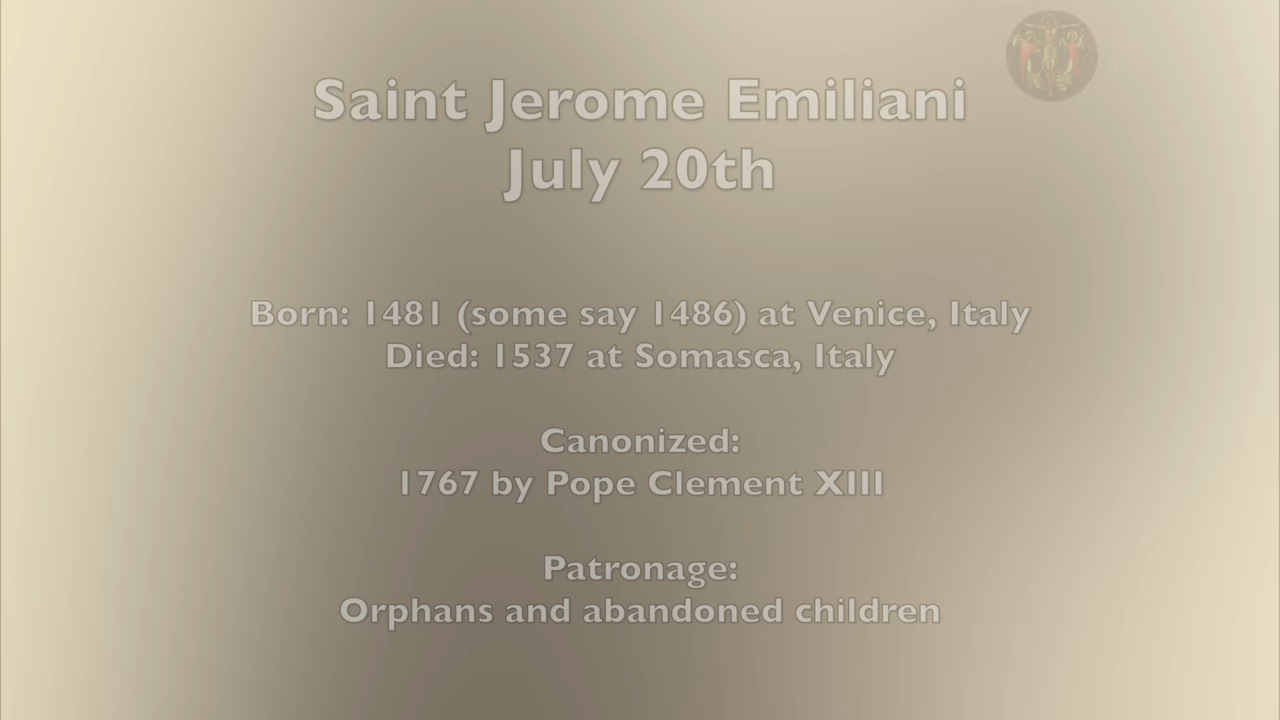 Saint Jerome Emiliani
July 20th
Born: 1481 (some say 1486) at Venice, Italy
Died: 1537 at Somasca, Italy
Canonized:
1767 by Pope Clement XIII
Patronage:
Orphans and abandoned children